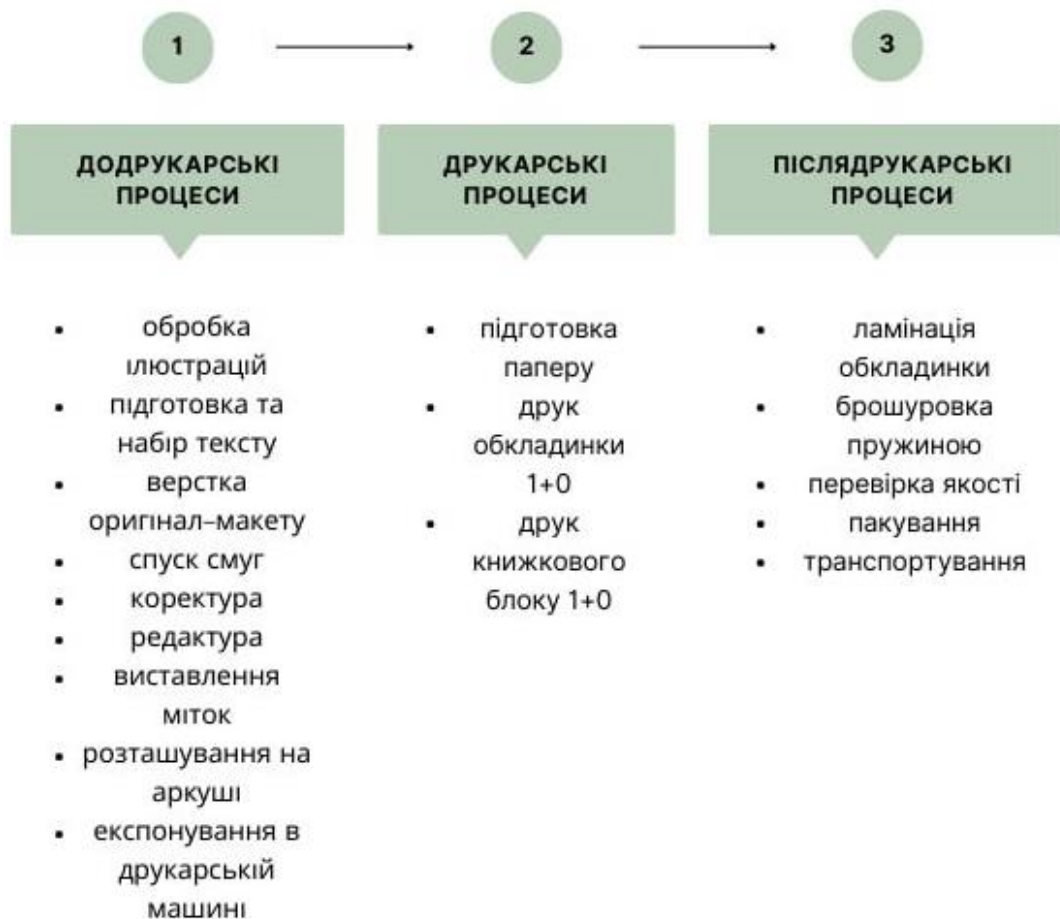 1
2
3
ДОДРУКАРСЬКІ
ПРОЦЕСИ
ДРУКАРСЬКІ
ПРОЦЕСИ
ПІСЛЯДРУКАРСЬКІ
ПРОЦЕСИ
• обробка
ілюстрацій
• підготовка та
набір тексту
• верстка
оригінал–макету
• спуск смуг
• коректура
• редактура
• виставлення
міток
• розташування на
аркуші
• експонування в
друкарській
машині
• підготовка
паперу
• друк
обкладинки
1+0
• друк
книжкового
блоку 1+0
• ламінація
обкладинки
• брошуровка
пружиною
• перевірка якості
• пакування
• транспортування